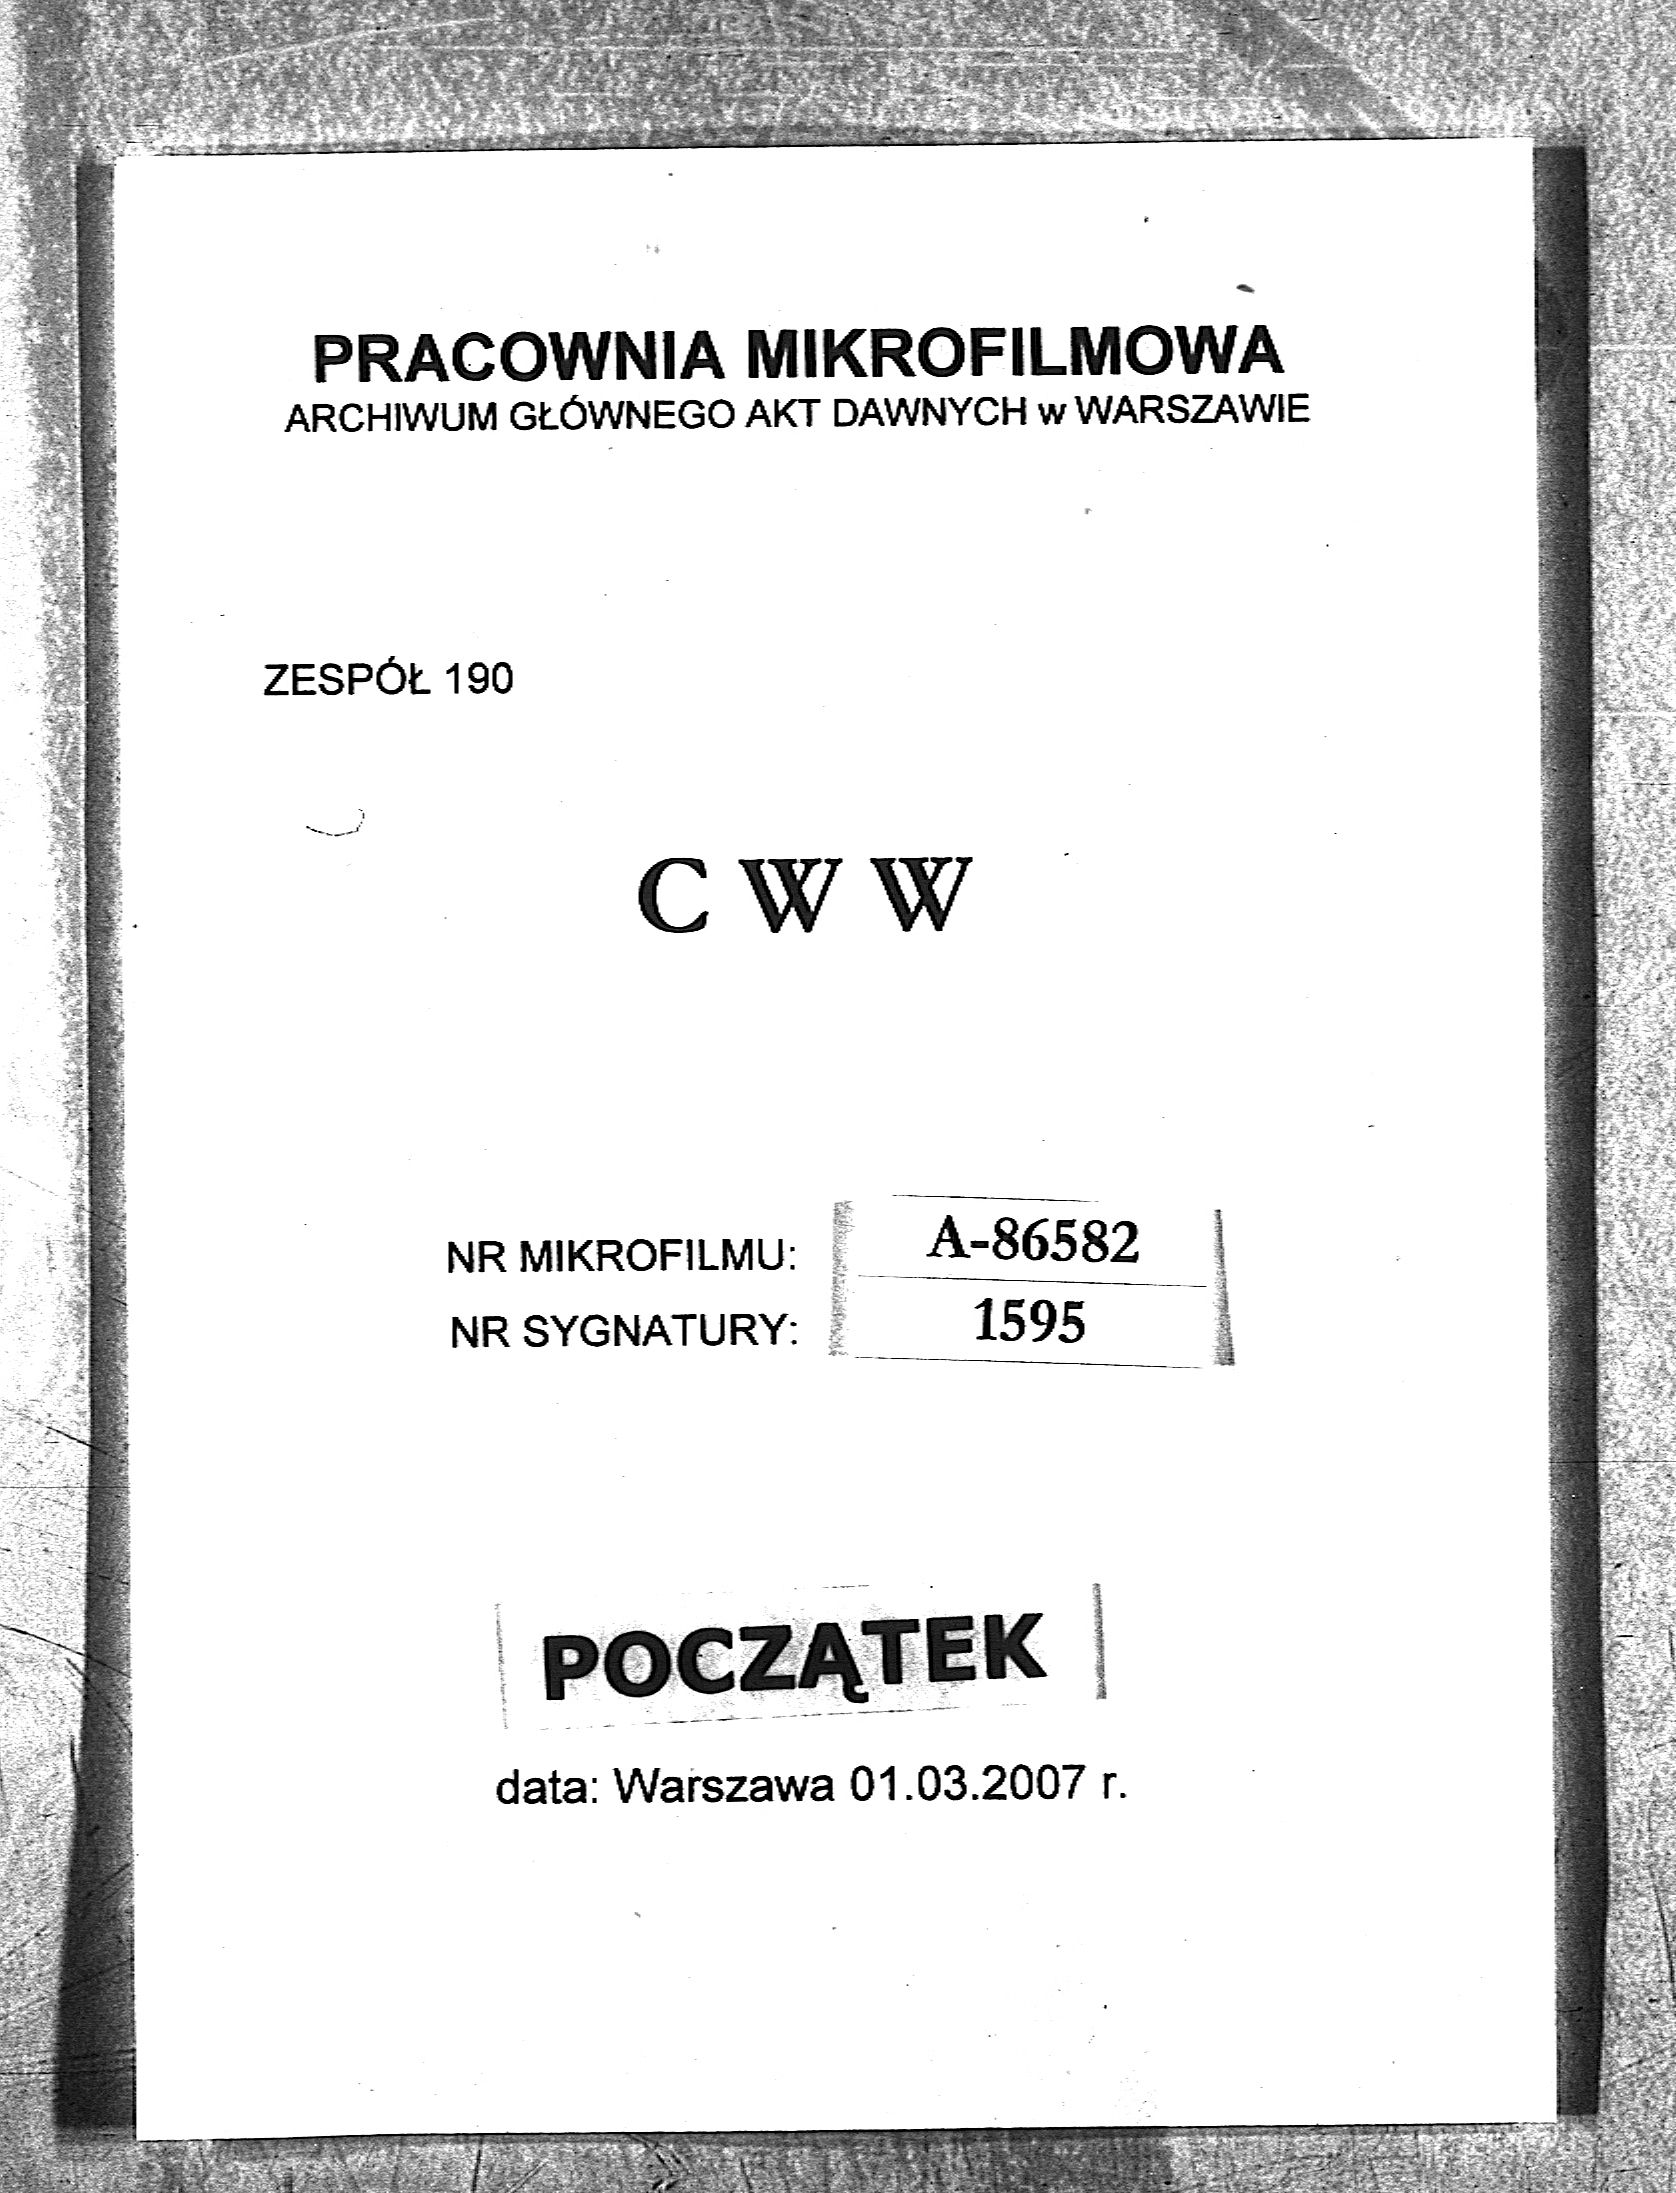 PRACOWNIA MIKROFILMOWA
ARCHIWUM GŁÓWNEGO AKT DAWNYCH w WARSZAWIE
ZESPÓŁ 190
C W W
NR MIKROFILMU: A-86582
NR SYGNATURY: 1595
POCZĄTEK
data: Warszawa 01.03.2007 r.